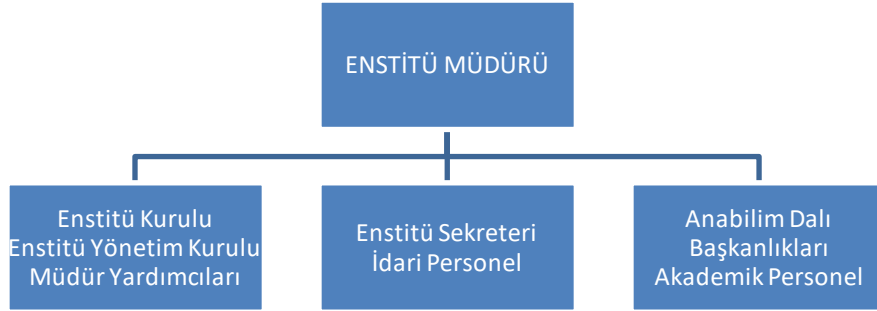 ENSTİTÜ MÜDÜRÜ
Enstitü Kurulu
Enstitü Yönetim Kurulu
Müdür Yardımcıları
Enstitü Sekreteri
İdari Personel
Anabilim Dalı
Başkanlıkları
Akademik Personel